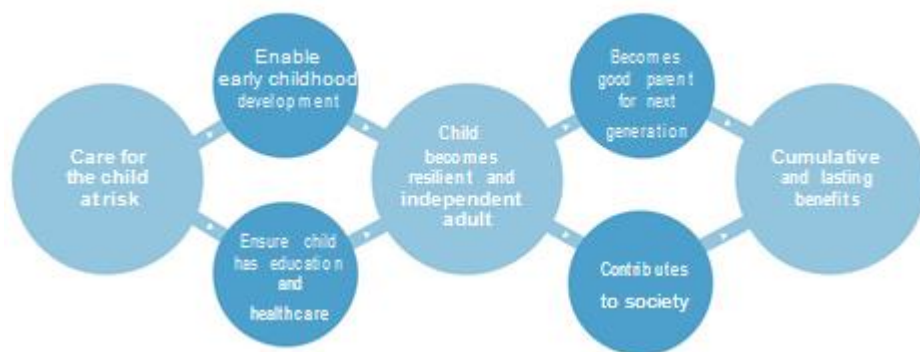 Care for
the child
at risk
Enable
early childhood
development
Ensure child
has education
and
healthcare
Child
becomes
resilient and
independent
adult
Becomes
good parent
for next
generation
Contributes
to society
Cumulative
and lasting
benefits